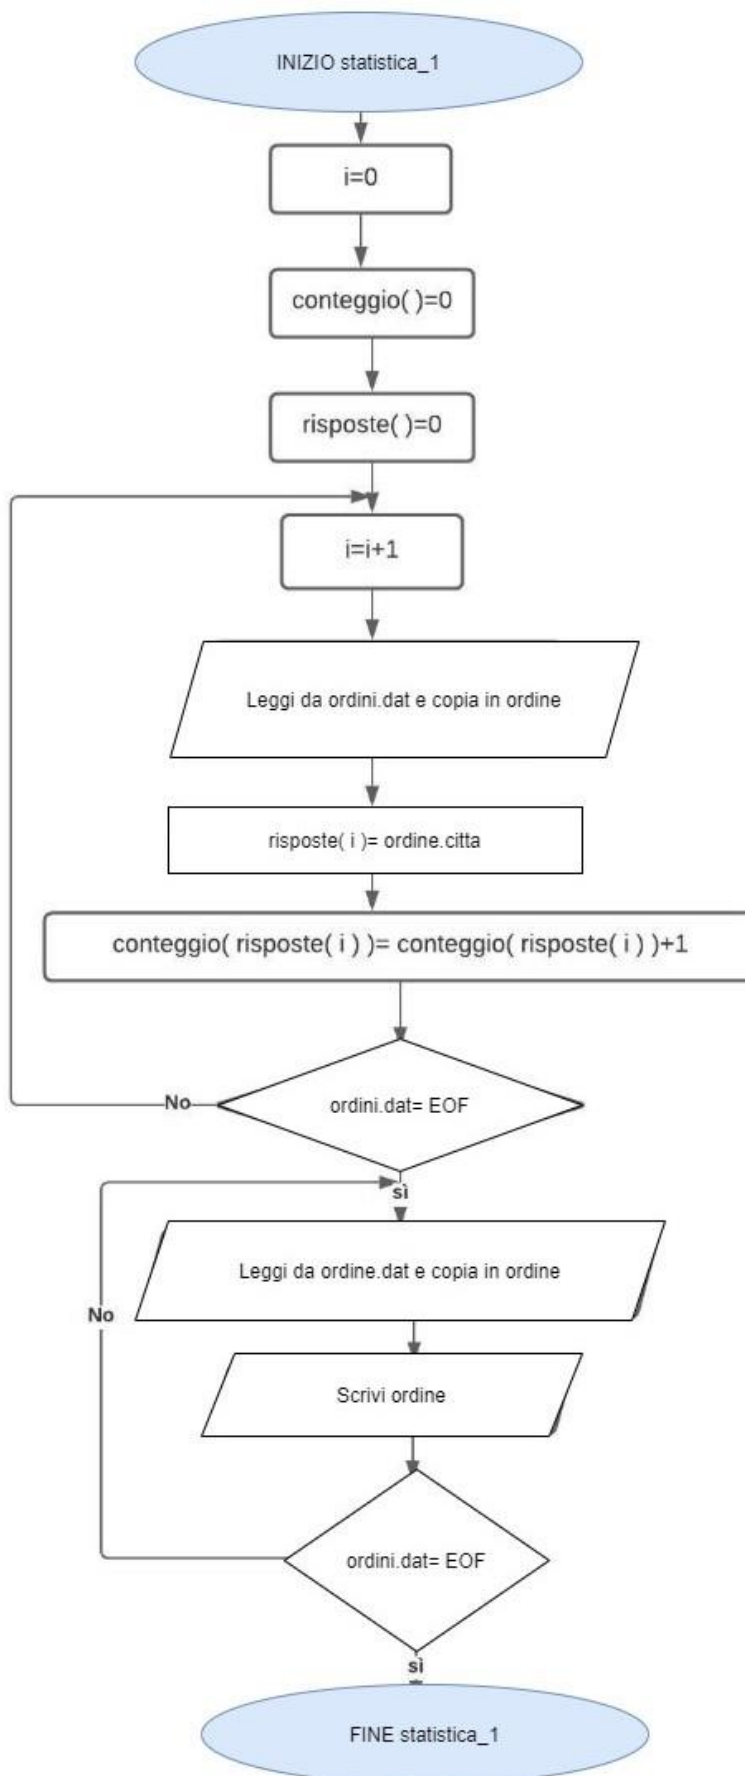 INIZIO statistica_1
i=0
conteggio( )=0
risposte( )=0
i=i+1
Leggi da ordini.dat e copia in ordine
risposte( i )= ordine.citta
conteggio( risposte( i ) )= conteggio( risposte( i ) )+1
ordini.dat= EOF
No
sì
Leggi da ordine.dat e copia in ordine
No
Scrivi ordine
ordini.dat= EOF
sì
FINE statistica_1